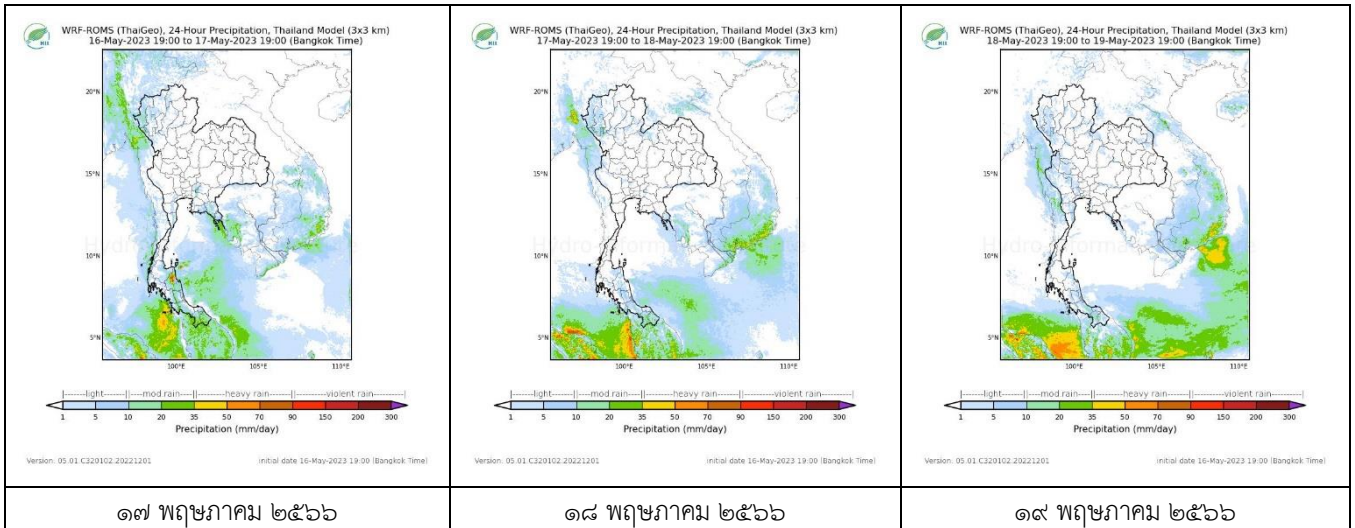 WRF-ROMS (ThaiGeo), 24-Hour Precipitation, Thailand Model (3x3 km)
16-May-2023 19:00 to 17-May-2023 19:00 (Bangkok Time)
HII
20°N
15°N
10°N
5°N
100°E
105°E
110°E
|------light------||---mod rain---||------heavy rain------||------violent rain------|
1 5 10 20 35 50 70 90 150 200 300
Precipitation (mm/day)
Version: 05.01.C320102.20221201
initial date 16-May-2023 19:00 (Bangkok Time)
๑๗ พฤษภาคม ๒๕๖๖
WRF-ROMS (ThaiGeo), 24-Hour Precipitation, Thailand Model (3x3 km)
17-May-2023 19:00 to 18-May-2023 19:00 (Bangkok Time)
HII
20°N
15°N
10°N
5°N
100°E
105°E
110°E
|------light------||---mod rain---||------heavy rain------||------violent rain------|
1 5 10 20 35 50 70 90 150 200 300
Precipitation (mm/day)
Version: 05.01.C320102.20221201
initial date 16-May-2023 19:00 (Bangkok Time)
๑๘ พฤษภาคม ๒๕๖๖
WRF-ROMS (ThaiGeo), 24-Hour Precipitation, Thailand Model (3x3 km)
18-May-2023 19:00 to 19-May-2023 19:00 (Bangkok Time)
HII
20°N
15°N
10°N
5°N
100°E
105°E
110°E
|------light------||---mod rain---||------heavy rain------||------violent rain------|
1 5 10 20 35 50 70 90 150 200 300
Precipitation (mm/day)
Version: 05.01.C320102.20221201
initial date 16-May-2023 19:00 (Bangkok Time)
๑๙ พฤษภาคม ๒๕๖๖